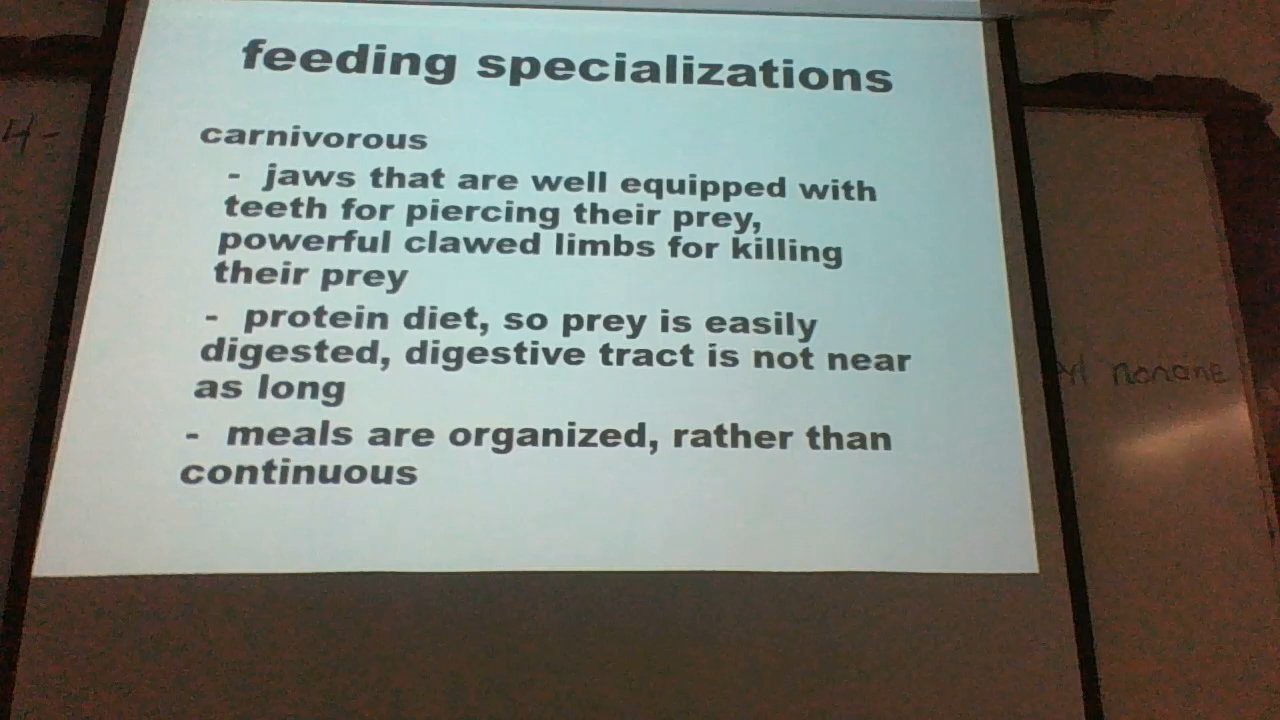 feeding specializations
carnivorous
- jaws that are well equipped with
teeth for piercing their prey,
powerful clawed limbs for killing
their prey
- protein diet, so prey is easily
digested, digestive tract is not near
as long
- meals are organized, rather than
continuous
4-
nonane